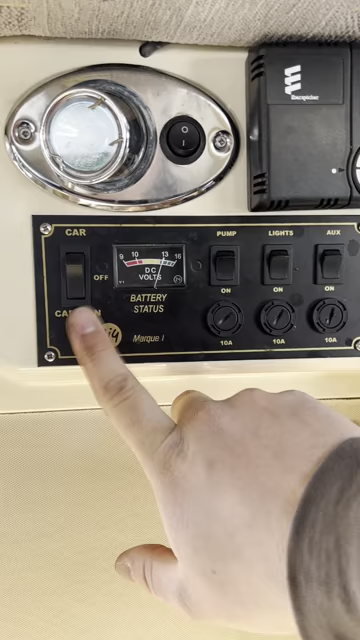 O
I
Eberspächer
CAR
PUMP
LIGHTS
AUX
9 10 13 16
DC
VOLTS
OFF
ON
ON
ON
BATTERY
STATUS
Marque I
10A
10A
10A